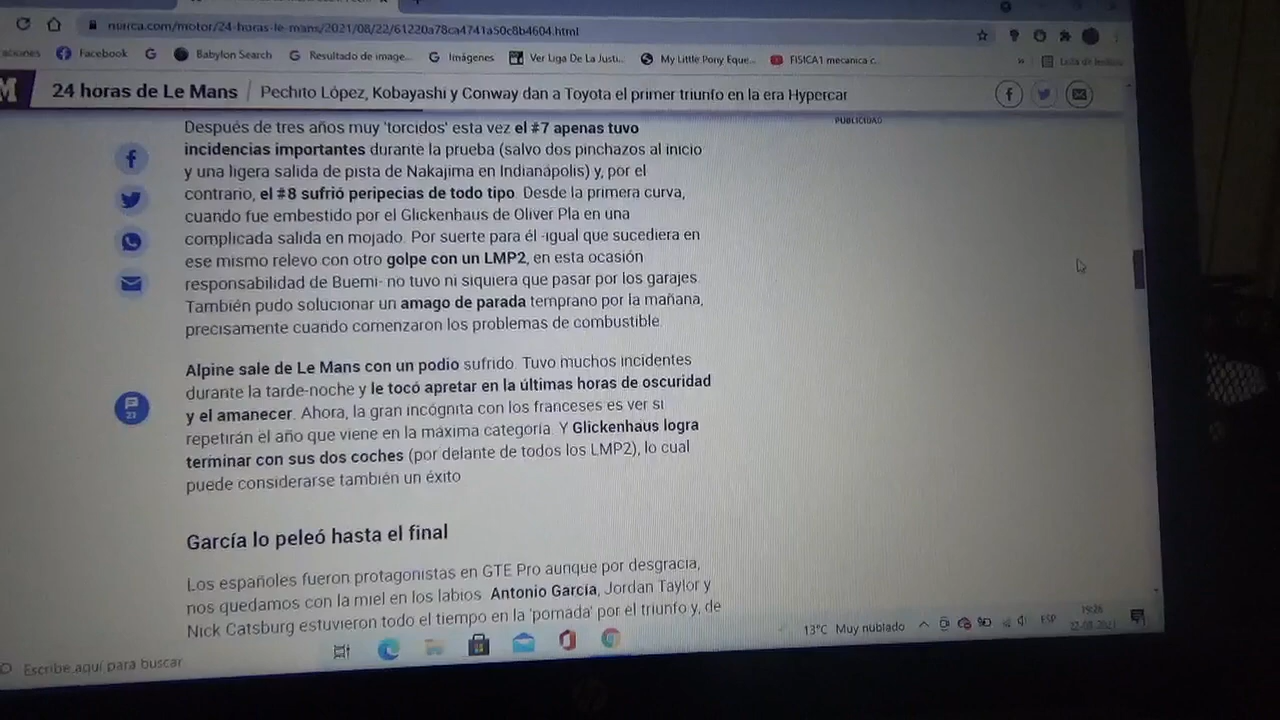 nurca.com/motor/24-horas-le-mans/2021/08/22/61220a78ca4741a50c8b4604.html
Facebook
Babylon Search
Resultado de image...
Imágenes
Ver Liga De La Justi...
My Little Pony Eque...
FISICA1 mecanica c...
»
24 horas de Le Mans | Pechito López, Kobayashi y Conway dan a Toyota el primer triunfo en la era Hypercar
PUBLICIDAD
Después de tres años muy 'torcidos' esta vez el #7 apenas tuvo
incidencias importantes durante la prueba (salvo dos pinchazos al inicio
y una ligera salida de pista de Nakajima en Indianápolis) y, por el
contrario, el #8 sufrió peripecias de todo tipo. Desde la primera curva,
cuando fue embestido por el Glickenhaus de Oliver Pla en una
complicada salida en mojado. Por suerte para él -igual que sucediera en
ese mismo relevo con otro golpe con un LMP2, en esta ocasión
responsabilidad de Buemi- no tuvo ni siquiera que pasar por los garajes.
También pudo solucionar un amago de parada temprano por la mañana,
precisamente cuando comenzaron los problemas de combustible.
Alpine sale de Le Mans con un podio sufrido. Tuvo muchos incidentes
durante la tarde-noche y le tocó apretar en la últimas horas de oscuridad
y el amanecer. Ahora, la gran incógnita con los franceses es ver si
repetirán el año que viene en la máxima categoría. Y Glickenhaus logra
terminar con sus dos coches (por delante de todos los LMP2), lo cual
puede considerarse también un éxito
23
García lo peleó hasta el final
Los españoles fueron protagonistas en GTE Pro aunque por desgracia,
nos quedamos con la miel en los labios. Antonio García, Jordan Taylor y
Nick Catsburg estuvieron todo el tiempo en la 'pomada' por el triunfo y, de
Escribe aquí para buscar
13°C Muy nublado
ESP
19:26
22-08-2021